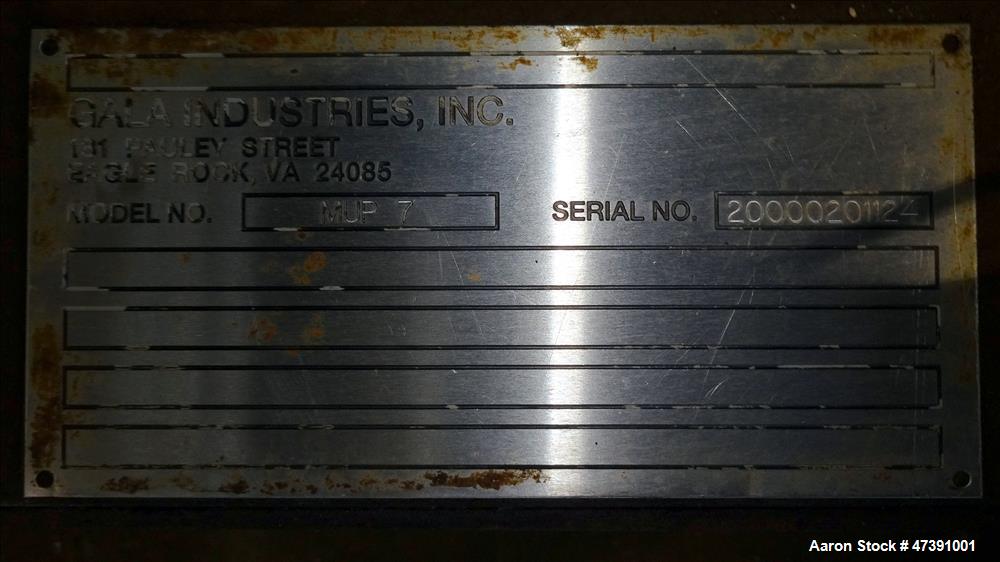 GALA INDUSTRIES, INC.
181 PAULEY STREET
EAGLE ROCK, VA 24085
MODEL NO. MUP 7 SERIAL NO. 20000201124
Aaron Stock # 47391001